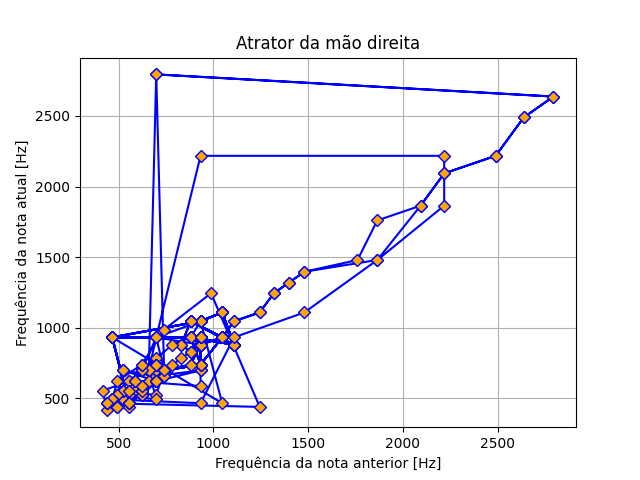 Atrator da mão direita
Frequência da nota atual [Hz]
2500
2000
1500
1000
500
500 1000 1500 2000 2500
Frequência da nota anterior [Hz]